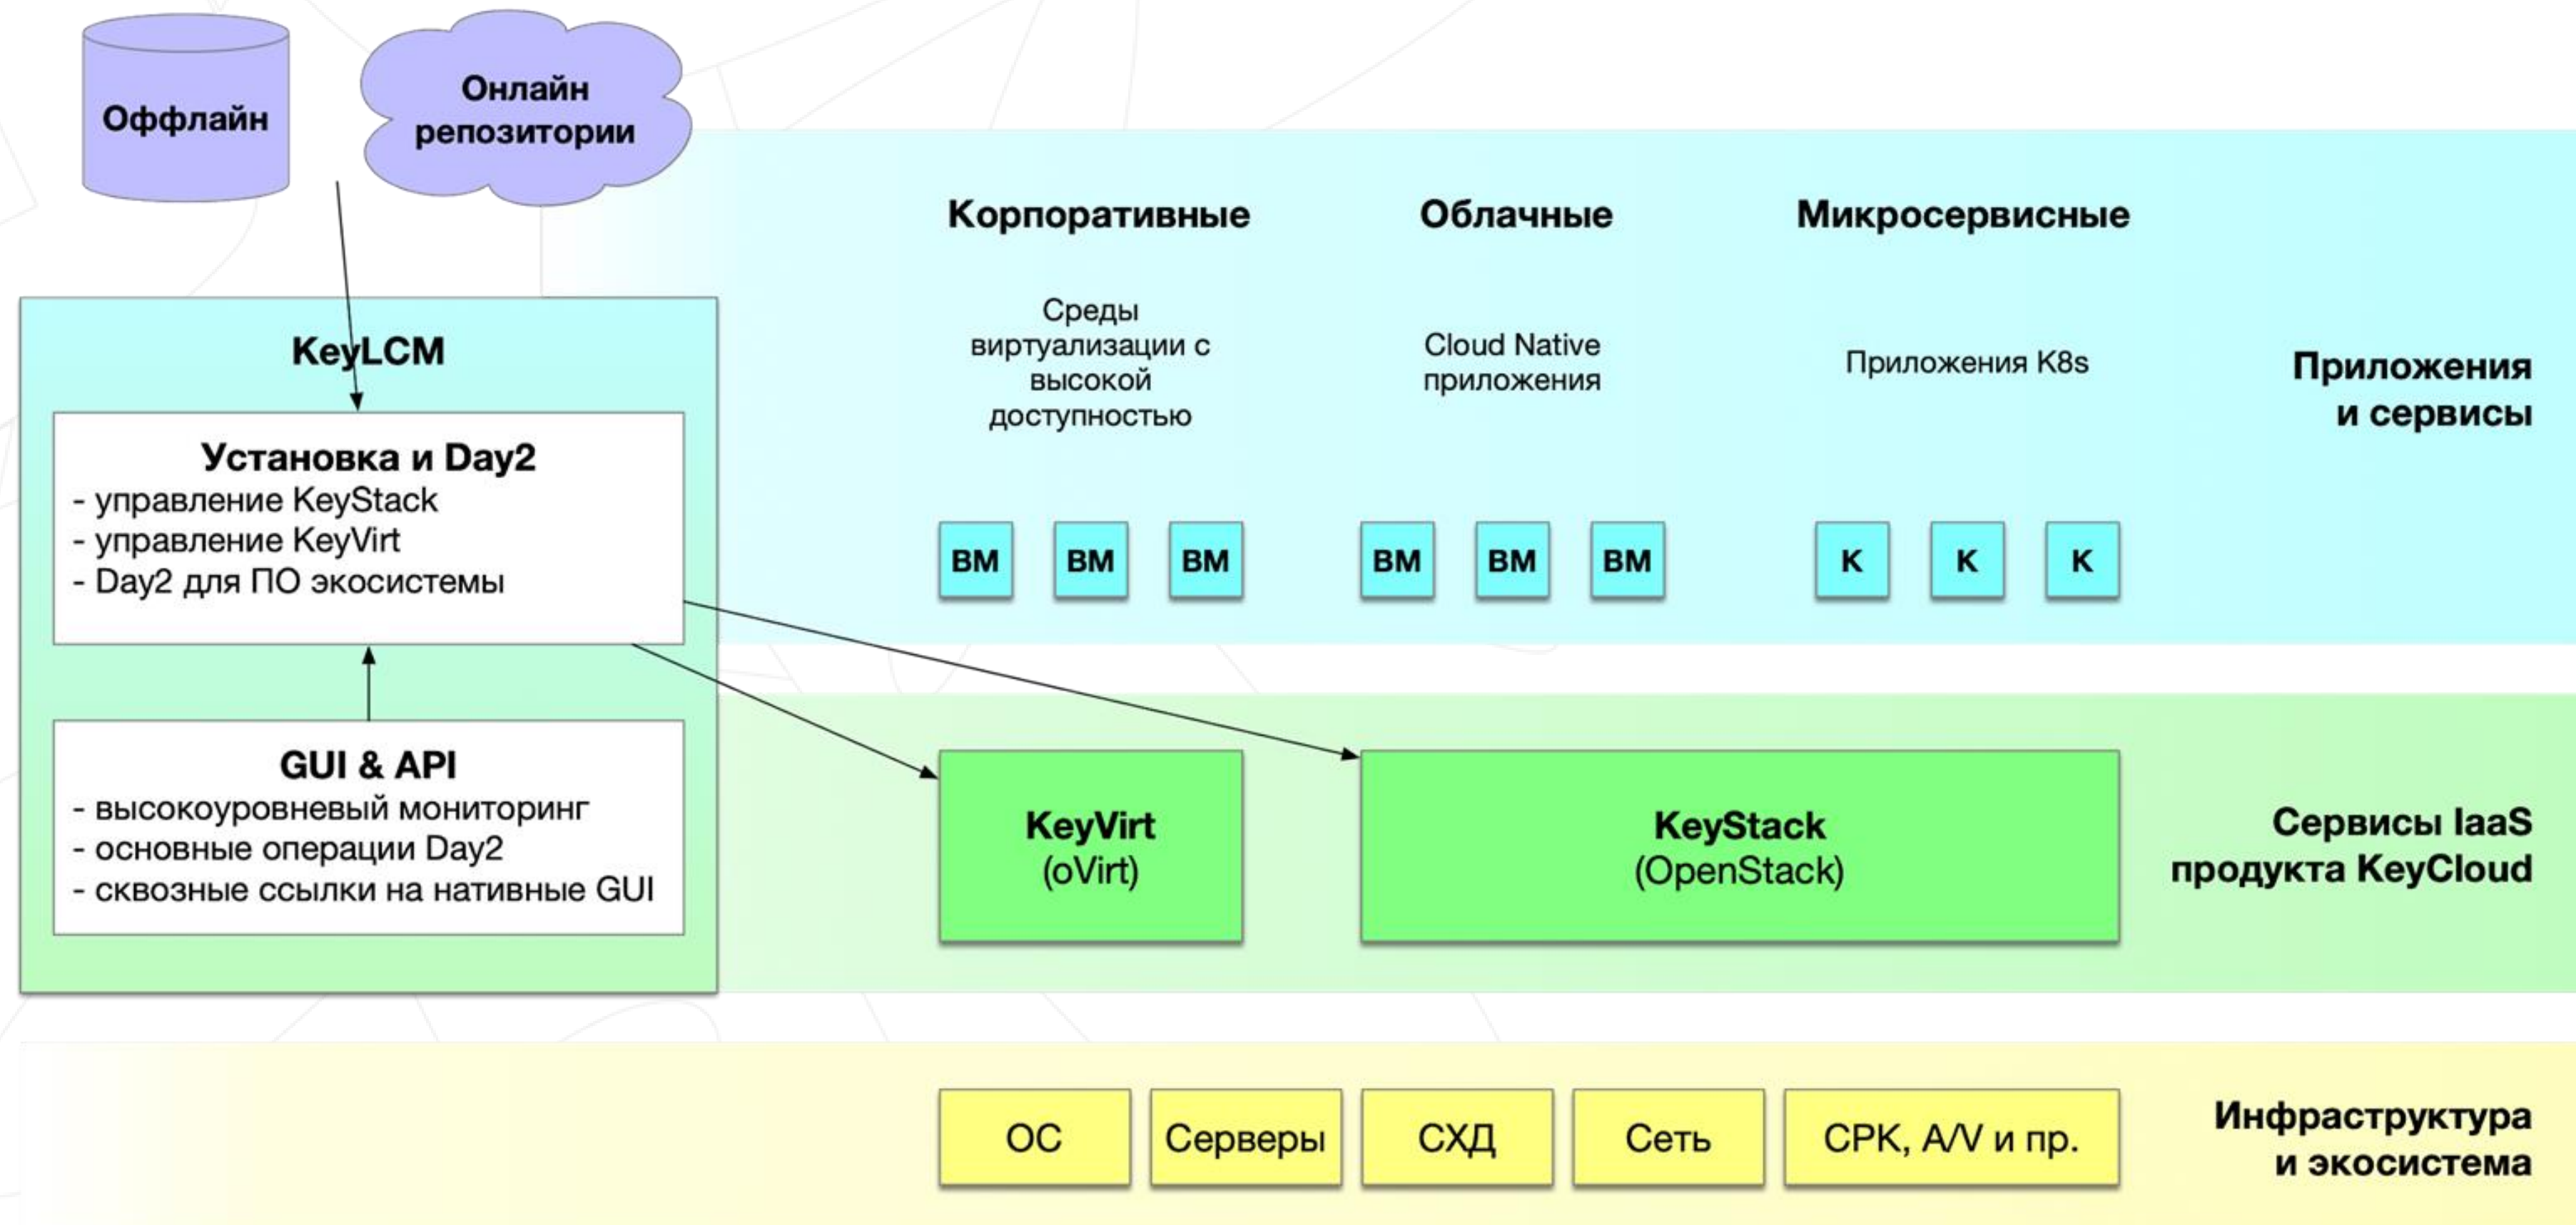 Оффлайн
Онлайн
репозитории
KeyLCM
Установка и Day2
- управление KeyStack
- управление KeyVirt
- Day2 для ПО экосистемы
GUI & API
- высокоуровневый мониторинг
- основные операции Day2
- сквозные ссылки на нативные GUI
Корпоративные
Облачные
Микросервисные
Среды
виртуализации с
высокой
доступностью
Cloud Native
приложения
Приложения K8s
Приложения
и сервисы
ВМ
ВМ
ВМ
ВМ
ВМ
ВМ
К
К
К
KeyVirt
(oVirt)
KeyStack
(OpenStack)
Сервисы IaaS
продукта KeyCloud
ОС
Серверы
СХД
Сеть
СРК, A/V и пр.
Инфраструктура
и экосистема